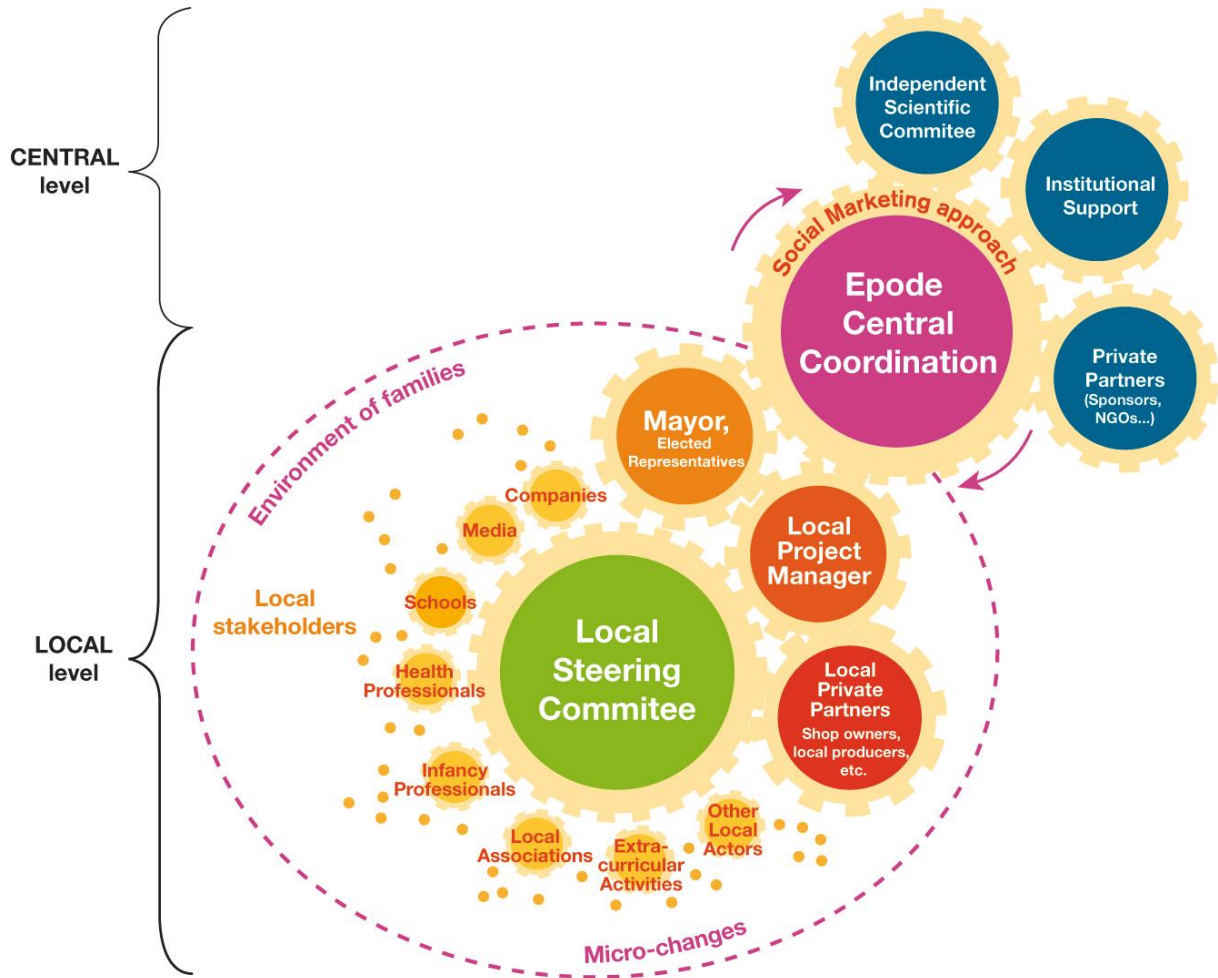 CENTRAL
level
Independent
Scientific
Commitee
Institutional
Support
Social Marketing approach
Epode
Central
Coordination
Private
Partners
(Sponsors,
NGOs...)
LOCAL
level
Environment of families
Mayor,
Elected
Representatives
Companies
Media
Local
Project
Manager
Schools
Local
stakeholders
Local
Steering
Commitee
Health
Professionals
Local
Private
Partners
Shop owners,
local producers,
etc.
Infancy
Professionals
Local
Associations
Extra-
curricular
Activities
Other
Local
Actors
Micro-changes